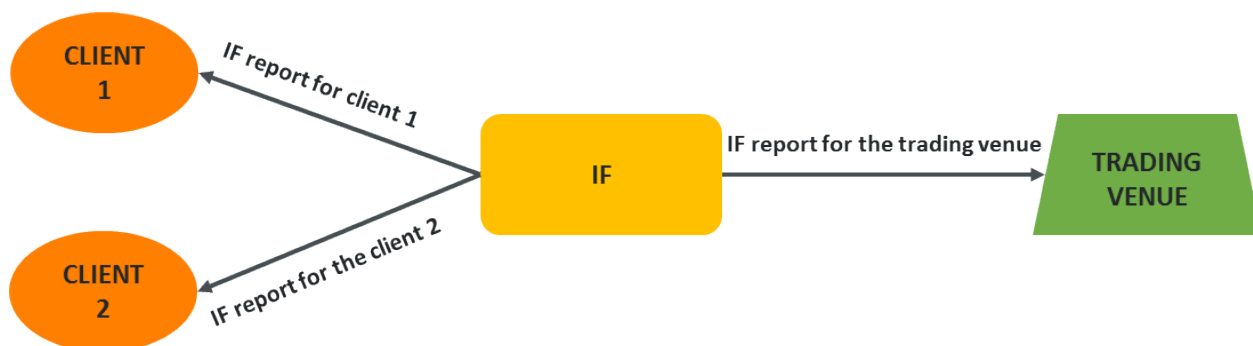 CLIENT
1
IF report for client 1
IF
IF report for the trading venue
TRADING
VENUE
IF report for the client 2
CLIENT
2